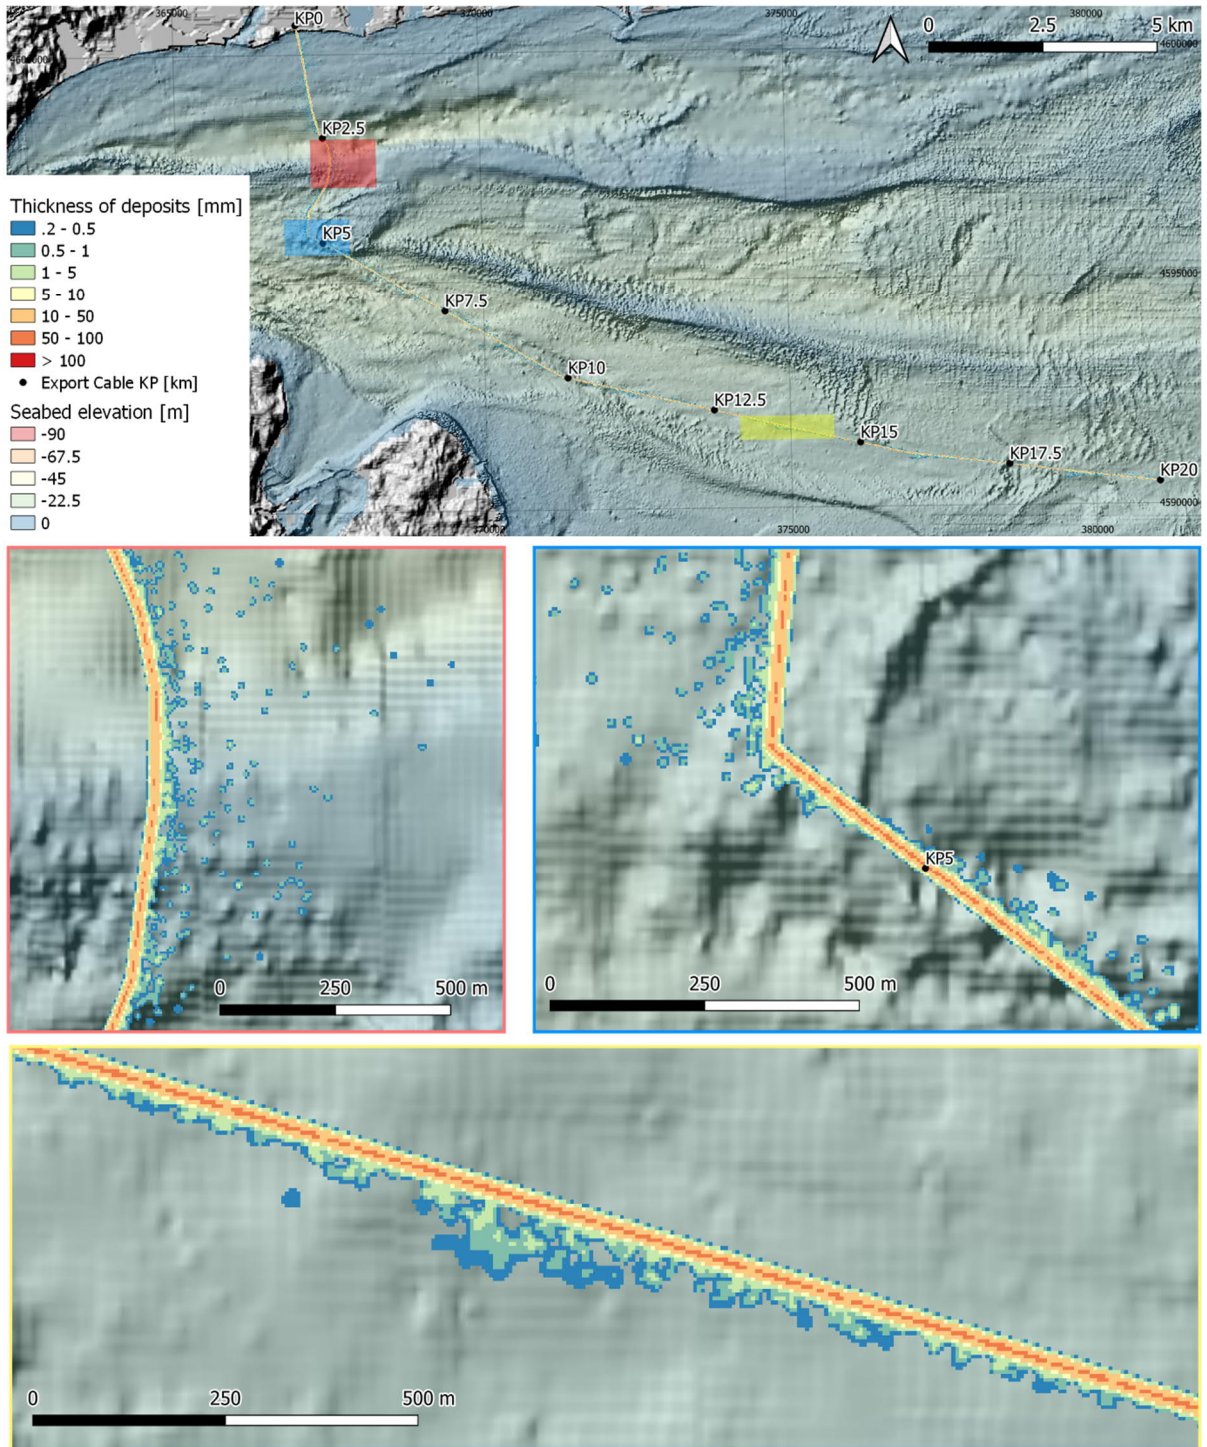 365000 370000 375000 380000
KP0
0 2.5 5 km
4600000
KP2.5
Thickness of deposits [mm]
.2 - 0.5
0.5 - 1
1 - 5
5 - 10
10 - 50
50 - 100
> 100
Export Cable KP [km]
Seabed elevation [m]
-90
-67.5
-45
-22.5
0
KP5
4595000
KP7.5
KP10
KP12.5
KP15
KP17.5
KP20
4590000
370000 375000 380000
0 250 500 m
KP5
0 250 500 m
0 250 500 m